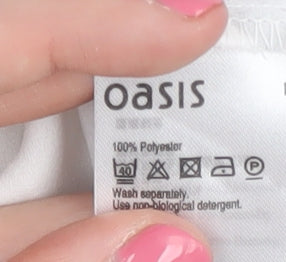 oasis
100% Polyester
40 P
Wash separately.
Use non-biological detergent.